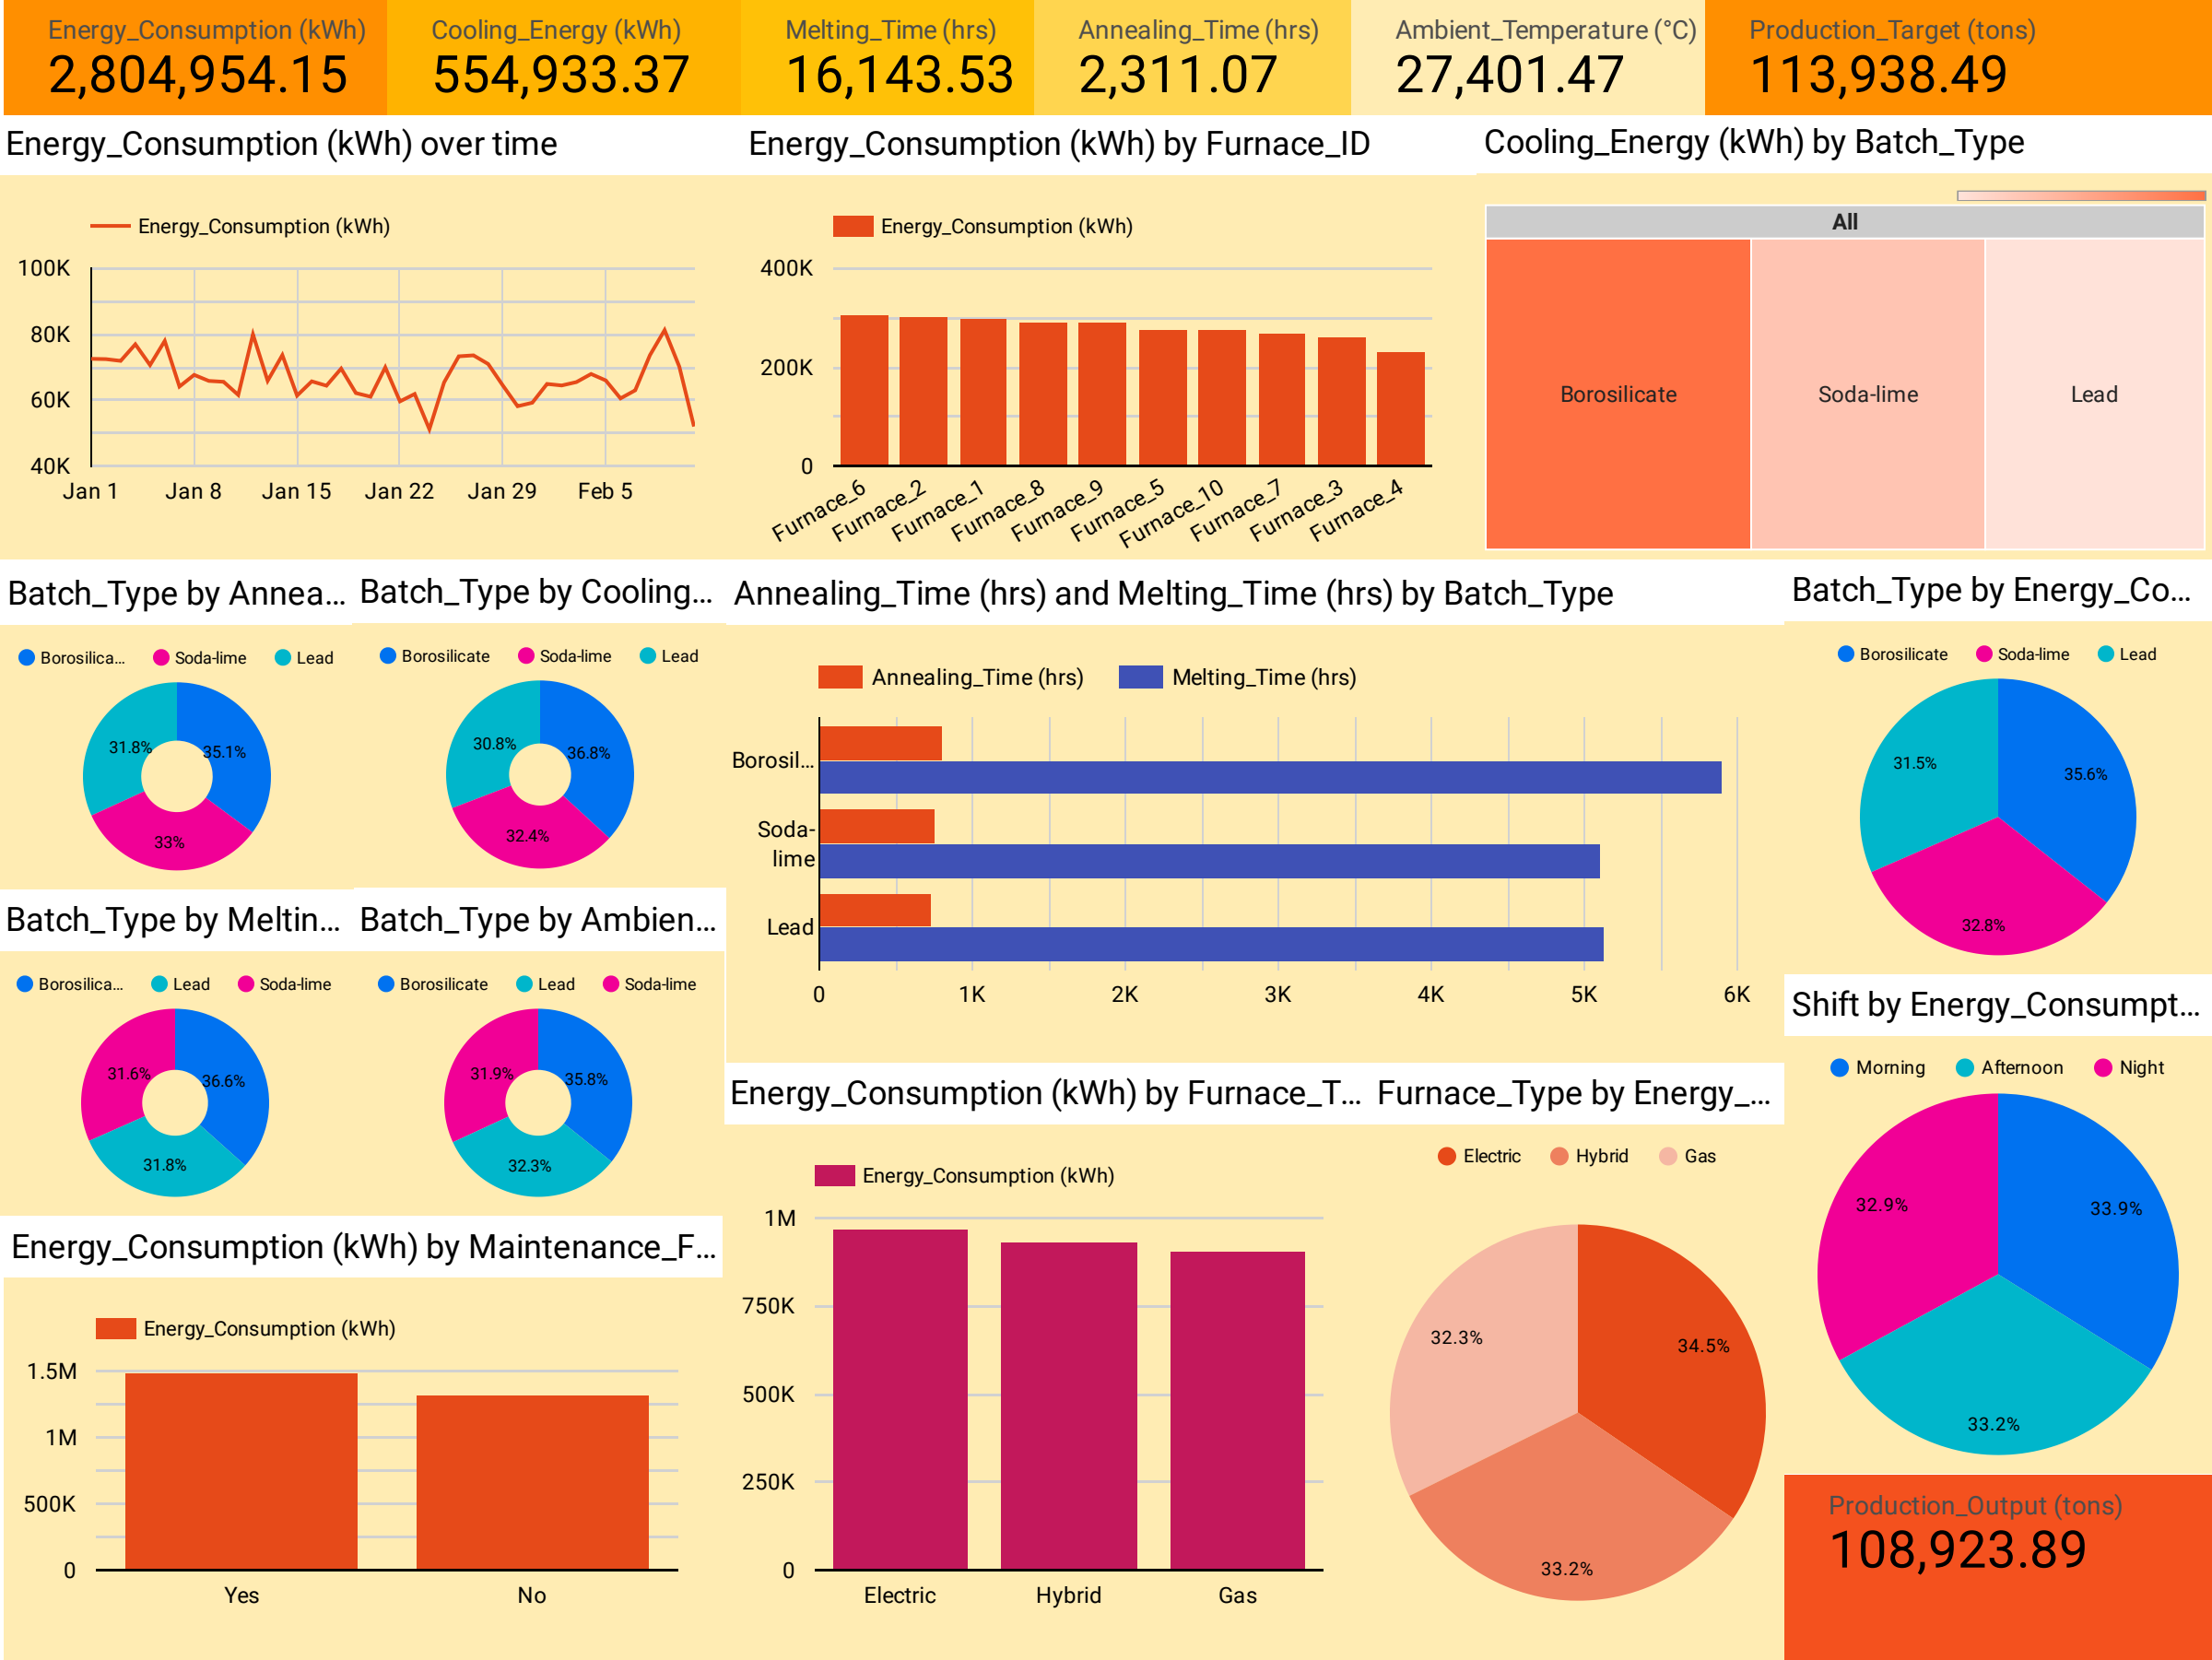 Energy_Consumption (kWh)
2,804,954.15
Cooling_Energy (kWh)
554,933.37
Melting_Time (hrs)
16,143.53
Annealing_Time (hrs)
2,311.07
Ambient_Temperature (°C)
27,401.47
Production_Target (tons)
113,938.49
Energy_Consumption (kWh) over time
Energy_Consumption (kWh)
100K
80K
60K
40K
Jan 1
Jan 8
Jan 15
Jan 22
Jan 29
Feb 5
Energy_Consumption (kWh) by Furnace_ID
Energy_Consumption (kWh)
400K
200K
0
Furnace_6
Furnace_2
Furnace_1
Furnace_8
Furnace_9
Furnace_5
Furnace_10
Furnace_7
Furnace_3
Furnace_4
Cooling_Energy (kWh) by Batch_Type
All
Borosilicate
Soda-lime
Lead
Batch_Type by Annea...
Borosilica...
Soda-lime
Lead
31.8%
35.1%
33%
Batch_Type by Cooling...
Borosilicate
Soda-lime
Lead
30.8%
36.8%
32.4%
Annealing_Time (hrs) and Melting_Time (hrs) by Batch_Type
Annealing_Time (hrs)
Melting_Time (hrs)
Borosil...
Soda-
lime
Lead
0
1K
2K
3K
4K
5K
6K
Batch_Type by Energy_Co...
Borosilicate
Soda-lime
Lead
31.5%
35.6%
32.8%
Batch_Type by Meltin...
Borosilica...
Lead
Soda-lime
31.6%
36.6%
31.8%
Batch_Type by Ambien...
Borosilicate
Lead
Soda-lime
31.9%
35.8%
32.3%
Shift by Energy_Consumpt...
Morning
Afternoon
Night
32.9%
33.9%
33.2%
Energy_Consumption (kWh) by Maintenance_F...
Energy_Consumption (kWh)
1.5M
1M
500K
0
Yes
No
Energy_Consumption (kWh) by Furnace_T...
Energy_Consumption (kWh)
1M
750K
500K
250K
0
Electric
Hybrid
Gas
Furnace_Type by Energy_...
Electric
Hybrid
Gas
32.3%
34.5%
33.2%
Production_Output (tons)
108,923.89